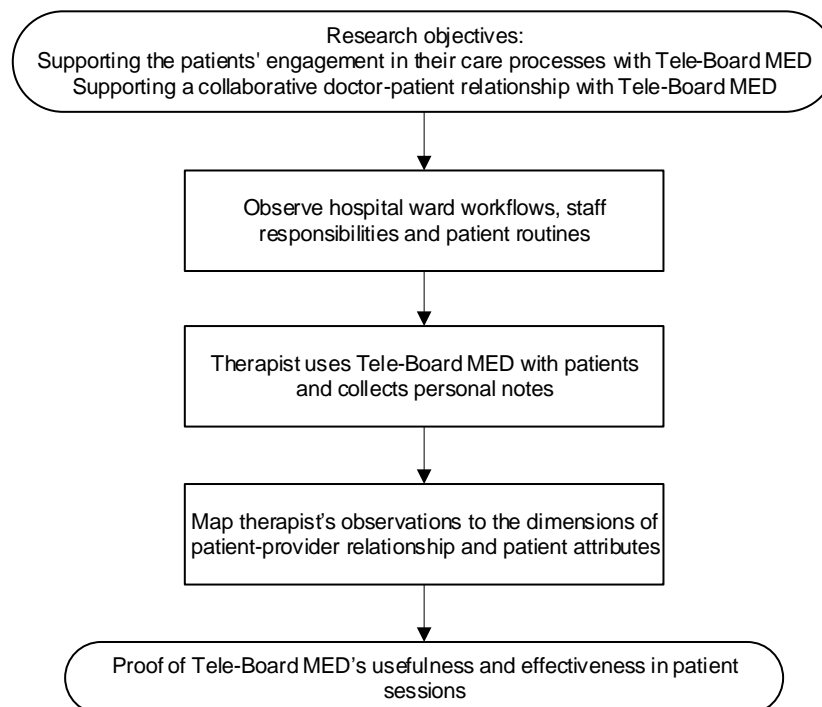 Research objectives:
Supporting the patients' engagement in their care processes with Tele-Board MED
Supporting a collaborative doctor-patient relationship with Tele-Board MED
Observe hospital ward workflows, staff
responsibilities and patient routines
Therapist uses Tele-Board MED with patients
and collects personal notes
Map therapist’s observations to the dimensions of
patient-provider relationship and patient attributes
Proof of Tele-Board MED’s usefulness and effectiveness in patient
sessions